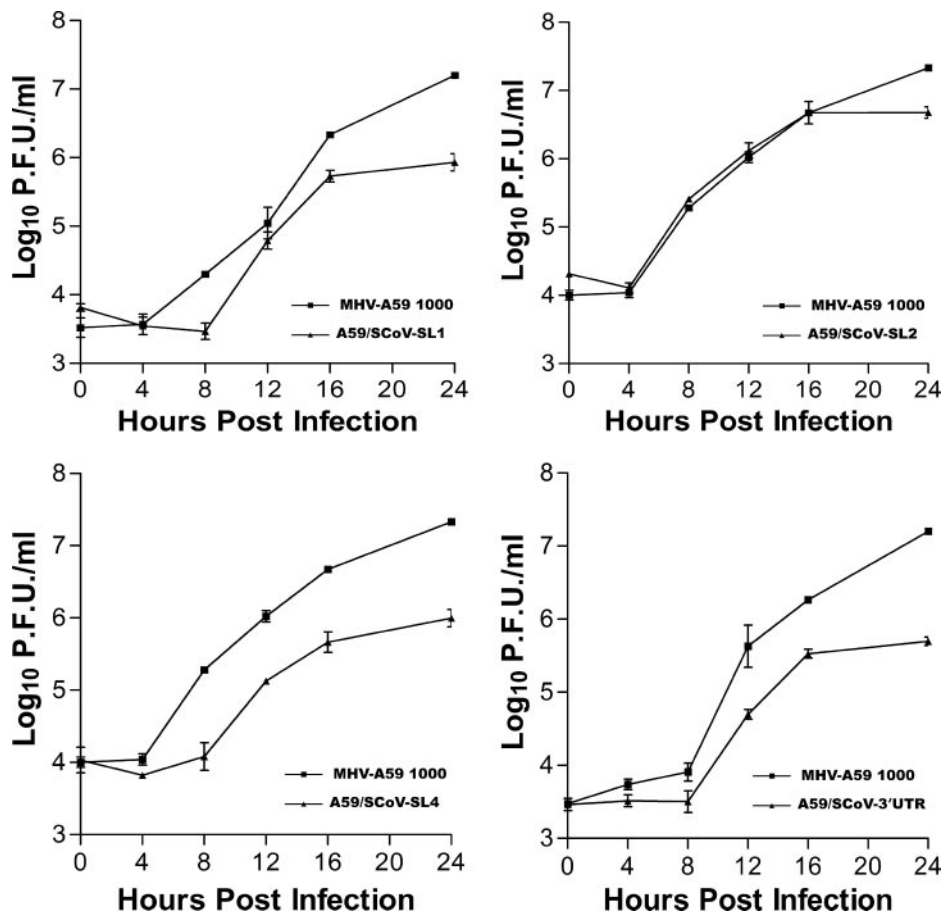 8
7
6
5
4
3
Log10 P.F.U./ml
MHV-A59 1000
A59/SCoV-SL1
0 4 8 12 16 20 24
Hours Post Infection
8
7
6
5
4
3
Log10 P.F.U./ml
MHV-A59 1000
A59/SCoV-SL2
0 4 8 12 16 20 24
Hours Post Infection
8
7
6
5
4
3
Log10 P.F.U./ml
MHV-A59 1000
A59/SCoV-SL4
0 4 8 12 16 20 24
Hours Post Infection
8
7
6
5
4
3
Log10 P.F.U./ml
MHV-A59 1000
A59/SCoV-3'UTR
0 4 8 12 16 20 24
Hours Post Infection